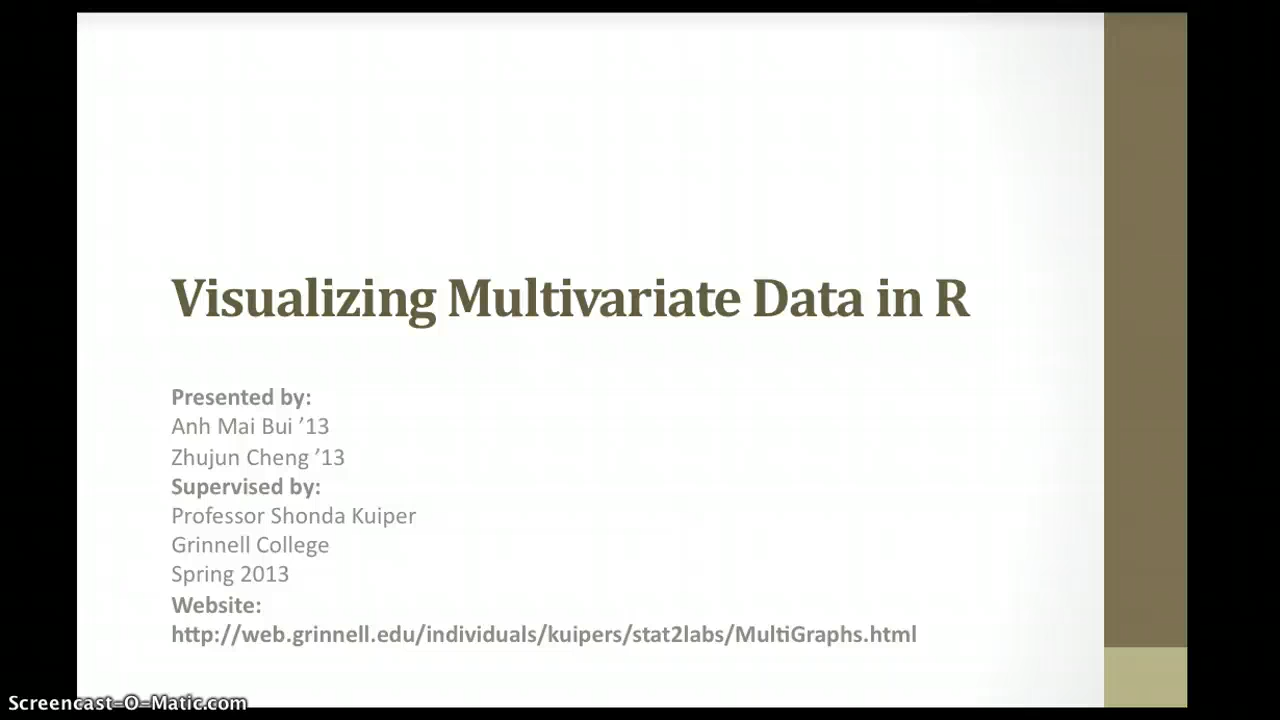 Visualizing Multivariate Data in R
Presented by:
Anh Mai Bui ’13
Zhujun Cheng ’13
Supervised by:
Professor Shonda Kuiper
Grinnell College
Spring 2013
Website:
http://web.grinnell.edu/individuals/kuipers/stat2labs/MultiGraphs.html
Screencast-O-Matic.com